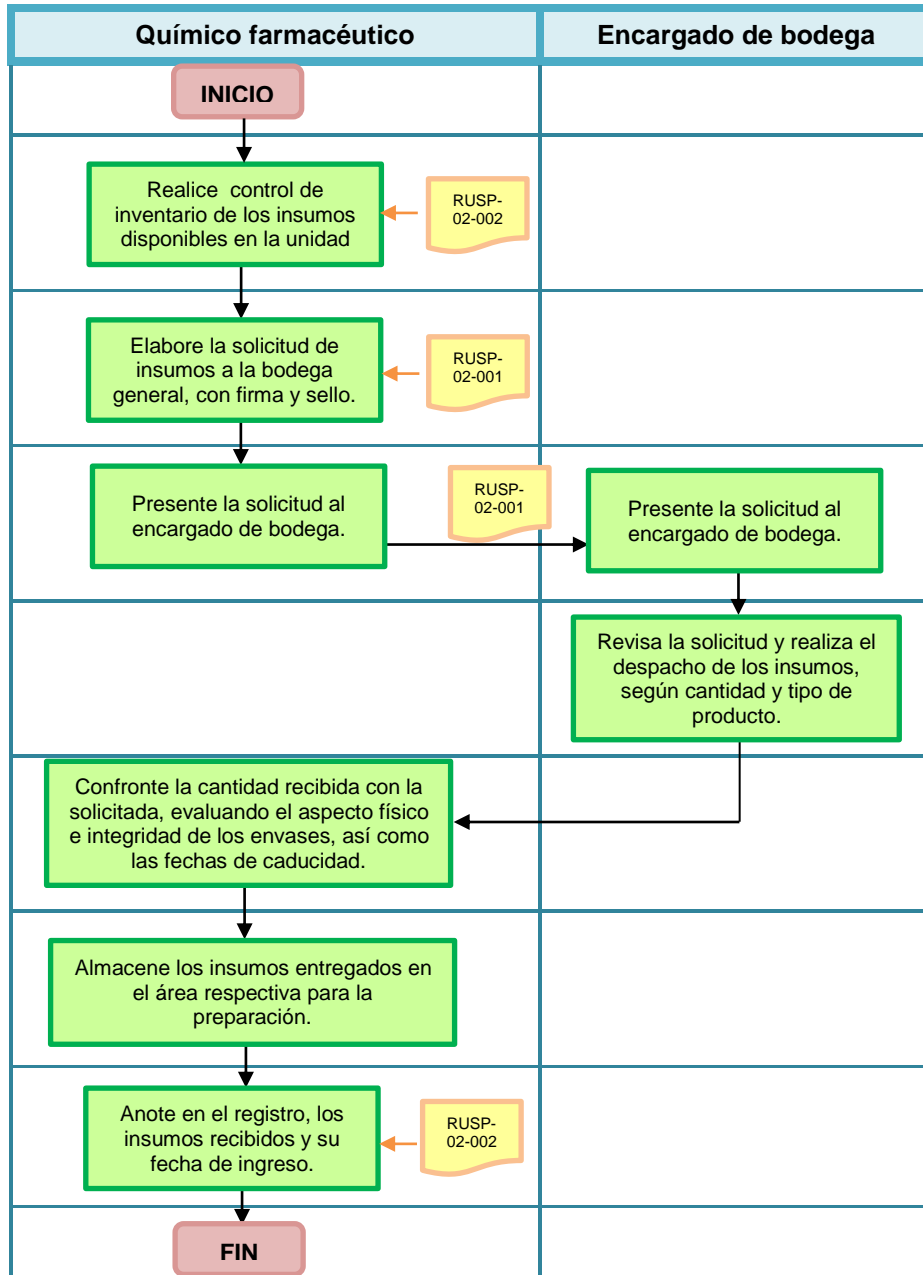 Químico farmacéutico
Encargado de bodega
INICIO
Realice control de
inventario de los insumos
disponibles en la unidad
RUSP-
02-002
Elabore la solicitud de
insumos a la bodega
general, con firma y sello.
RUSP-
02-001
Presente la solicitud al
encargado de bodega.
RUSP-
02-001
Presente la solicitud al
encargado de bodega.
Revisa la solicitud y realiza el
despacho de los insumos,
según cantidad y tipo de
producto.
Confronte la cantidad recibida con la
solicitada, evaluando el aspecto físico
e integridad de los envases, así como
las fechas de caducidad.
Almacene los insumos entregados en
el área respectiva para la
preparación.
Anote en el registro, los
insumos recibidos y su
fecha de ingreso.
RUSP-
02-002
FIN